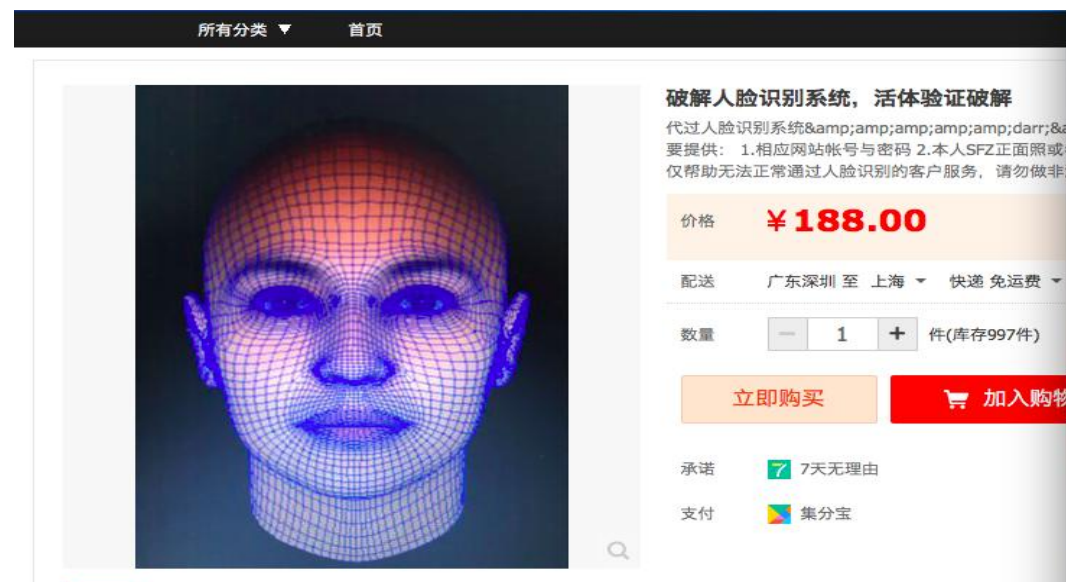 所有分类 ▼ 首页
破解人脸识别系统，活体验证破解
代过人脸识别系统&amp;amp;amp;amp;amp;darr;&a
要提供： 1.相应网站帐号与密码 2.本人SFZ正面照或
仅帮助无法正常通过人脸识别的客户服务，请勿做非
价格 ¥188.00
配送 广东深圳 至 上海 快递 免运费
数量 − 1 + 件(库存997件)
立即购买 加入购物
承诺 7 7天无理由
支付 集分宝